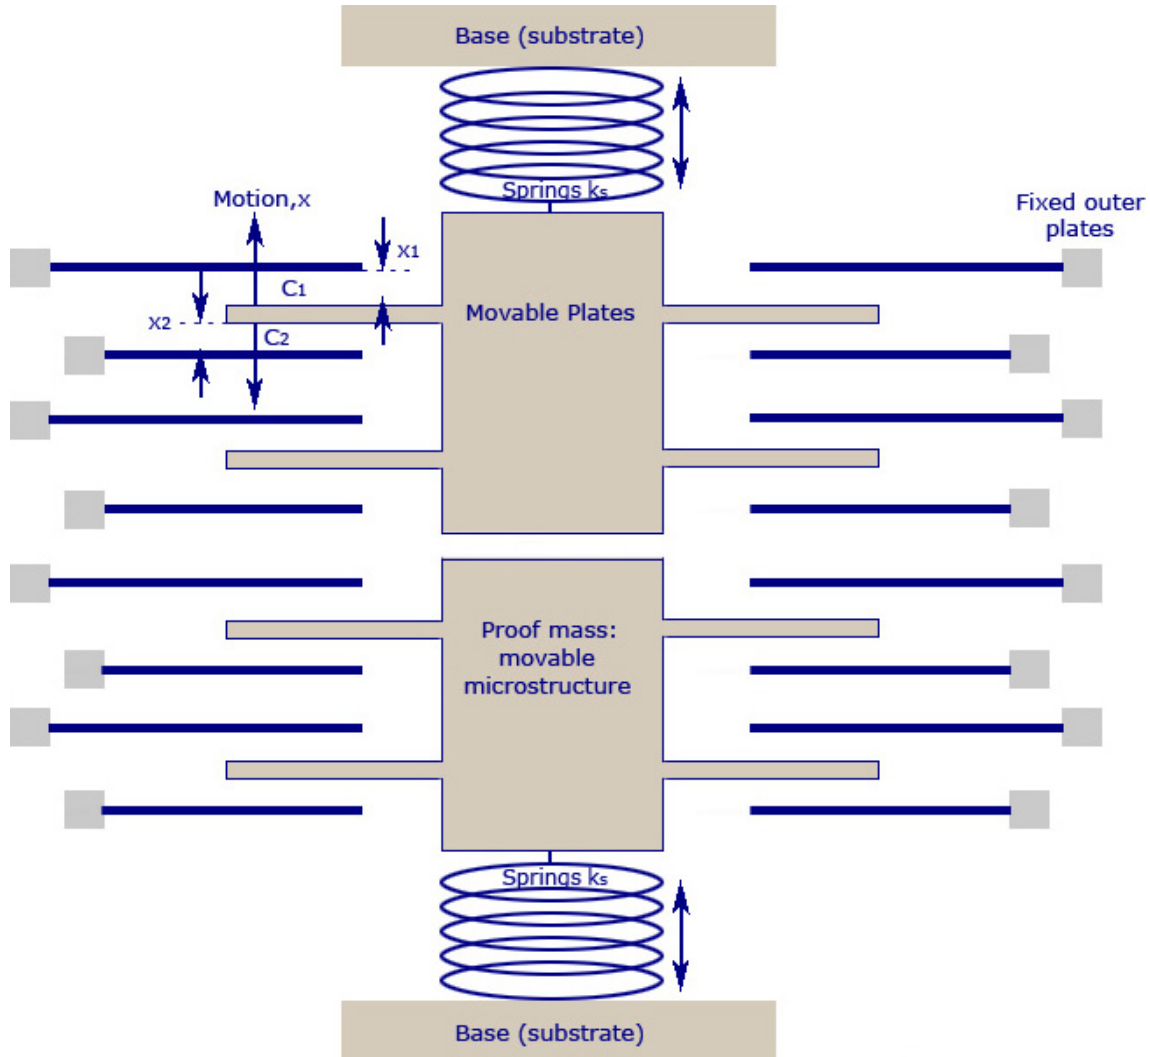 Base (substrate)
Springs ks
Motion,x
Fixed outer
plates
x1
C1
Movable Plates
x2
C2
Proof mass:
movable
microstructure
Springs ks
Base (substrate)